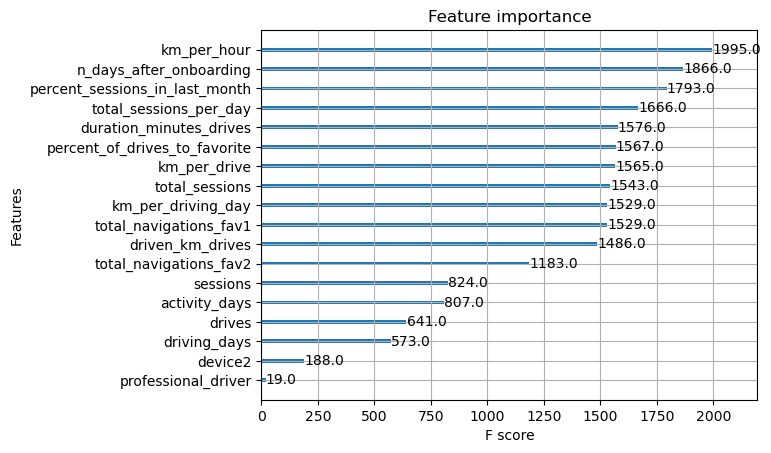 Feature importance
km_per_hour 1995.0
n_days_after_onboarding 1866.0
percent_sessions_in_last_month 1793.0
total_sessions_per_day 1666.0
duration_minutes_drives 1576.0
percent_of_drives_to_favorite 1567.0
km_per_drive 1565.0
total_sessions 1543.0
km_per_driving_day 1529.0
total_navigations_fav1 1529.0
driven_km_drives 1486.0
total_navigations_fav2 1183.0
sessions 824.0
activity_days 807.0
drives 641.0
driving_days 573.0
device2 188.0
professional_driver 19.0
Features
0 250 500 750 1000 1250 1500 1750 2000
F score